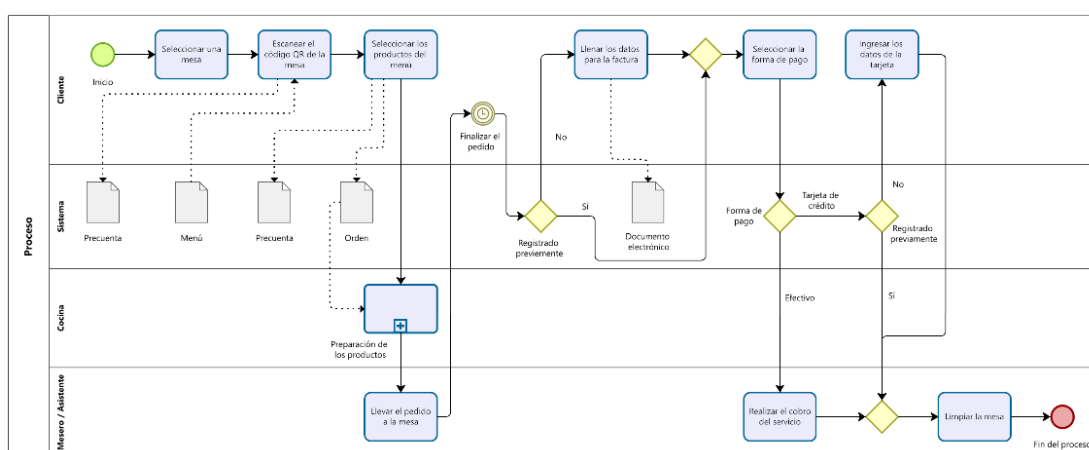 Proceso
Cliente
Inicio
Seleccionar una
mesa
Escanear el
código QR de la
mesa
Seleccionar los
productos del
menú
Finalizar el
pedido
No
Llenar los datos
para la factura
Seleccionar la
forma de pago
Ingresar los
datos de la
tarjeta
Sistema
Precuenta
Menú
Precuenta
Orden
Registrado
previemente
Sí
Documento
electrónico
Forma de
pago
Tarjeta de
crédito
No
Registrado
previamente
Cocina
Preparación de
los productos
Efectivo
Sí
Mesero / Asistente
Llevar el pedido
a la mesa
Realizar el cobro
del servicio
Limpiar la mesa
Fin del proceso